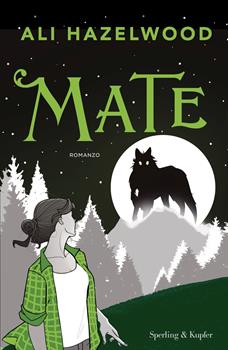 ALI HAZELWOOD
MATE
ROMANZO
Sperling & Kupfer